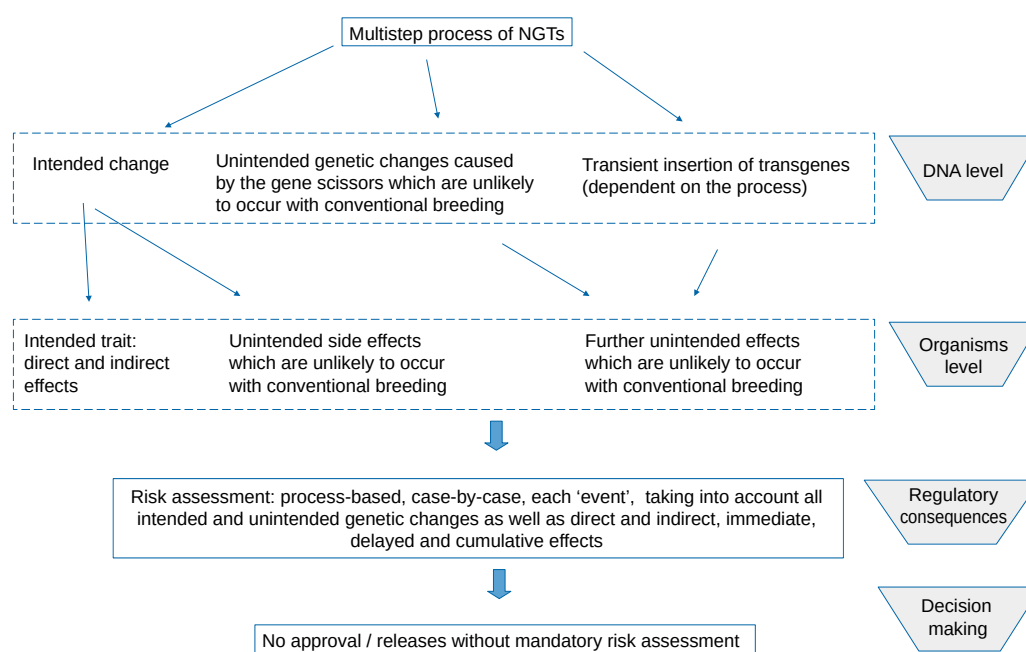 Multistep process of NGTs
Intended change
Unintended genetic changes caused
by the gene scissors which are unlikely
to occur with conventional breeding
Transient insertion of transgenes
(dependent on the process)
DNA level
Intended trait:
direct and indirect
effects
Unintended side effects
which are unlikely to occur
with conventional breeding
Further unintended effects
which are unlikely to occur
with conventional breeding
Organisms
level
Risk assessment: process-based, case-by-case, each ‘event’, taking into account all
intended and unintended genetic changes as well as direct and indirect, immediate,
delayed and cumulative effects
Regulatory
consequences
No approval / releases without mandatory risk assessment
Decision
making